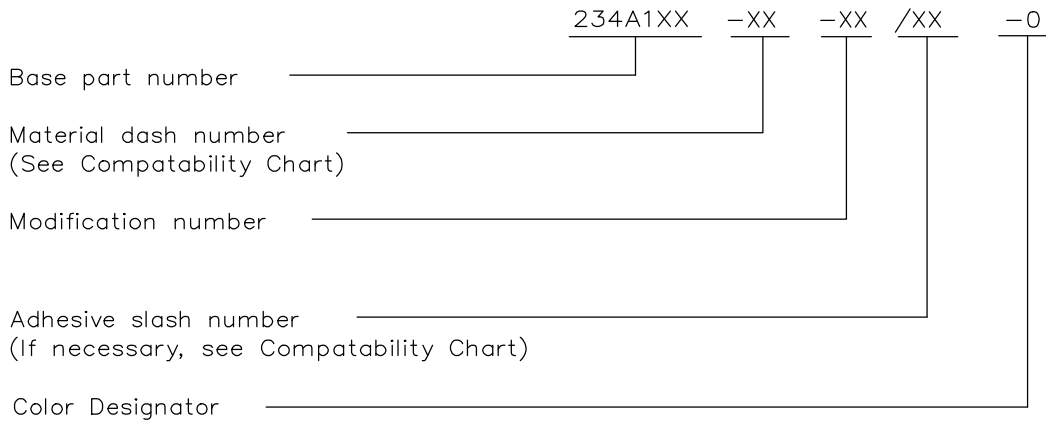 234A1XX -XX -XX /XX -0
Base part number
Material dash number
(See Compatability Chart)
Modification number
Adhesive slash number
(If necessary, see Compatability Chart)
Color Designator